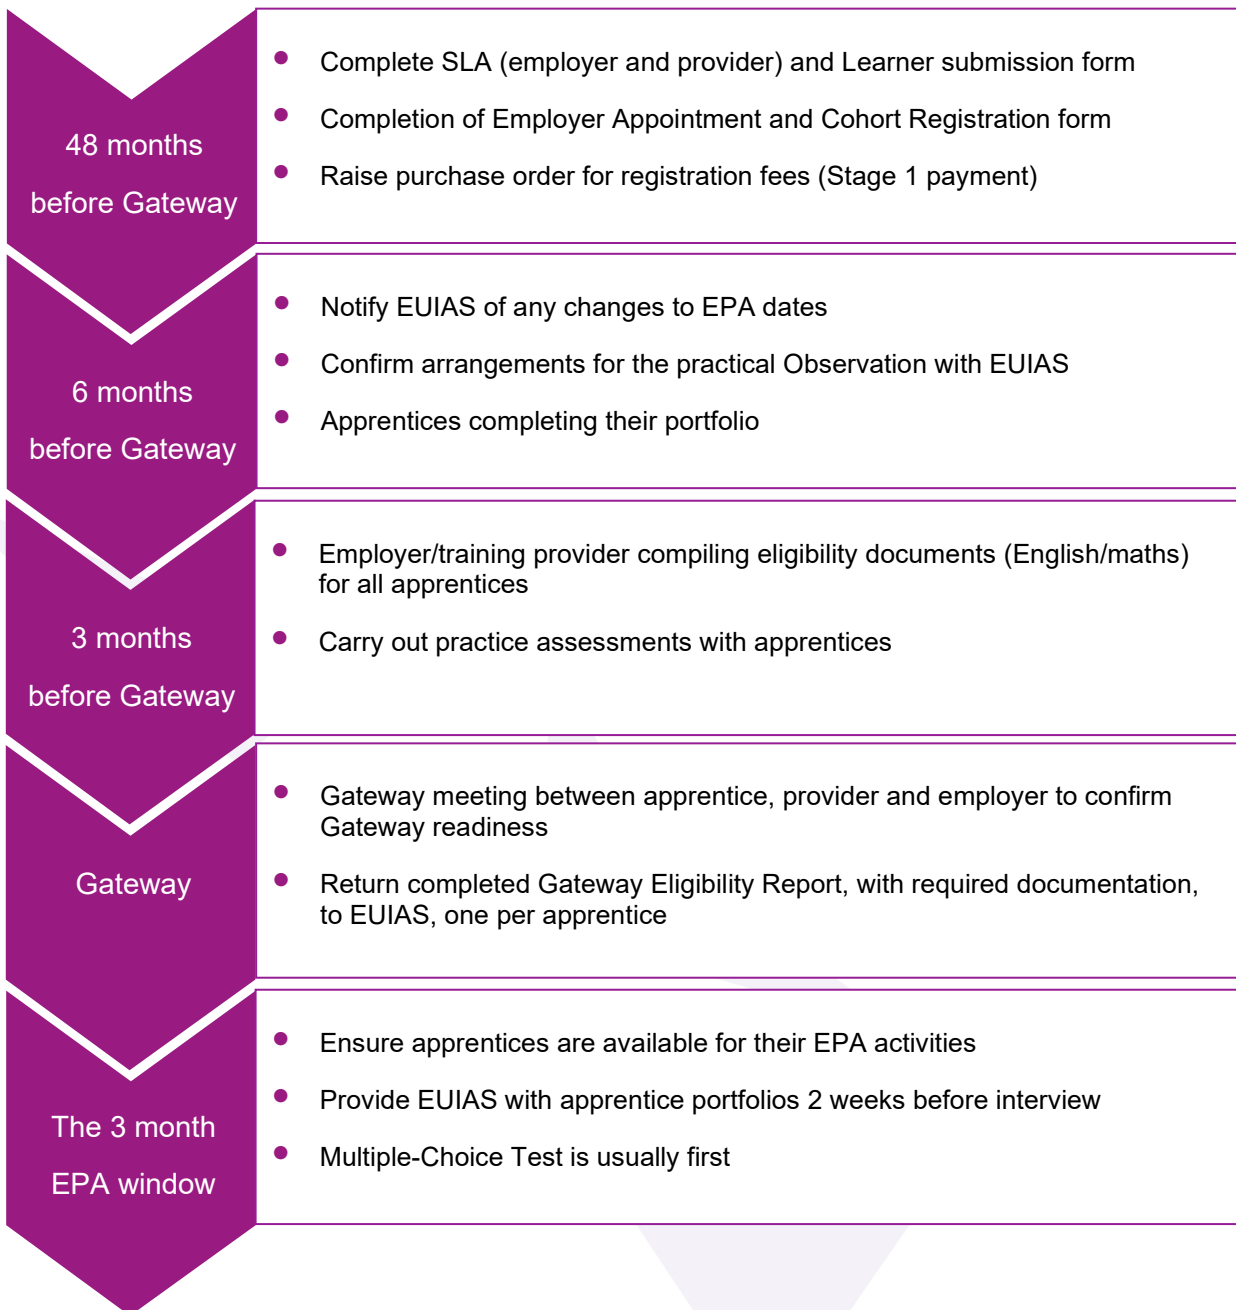 48 months
before Gateway
• Complete SLA (employer and provider) and Learner submission form
• Completion of Employer Appointment and Cohort Registration form
• Raise purchase order for registration fees (Stage 1 payment)
6 months
before Gateway
• Notify EUIAS of any changes to EPA dates
• Confirm arrangements for the practical Observation with EUIAS
• Apprentices completing their portfolio
3 months
before Gateway
• Employer/training provider compiling eligibility documents (English/maths)
for all apprentices
• Carry out practice assessments with apprentices
Gateway
• Gateway meeting between apprentice, provider and employer to confirm
Gateway readiness
• Return completed Gateway Eligibility Report, with required documentation,
to EUIAS, one per apprentice
The 3 month
EPA window
• Ensure apprentices are available for their EPA activities
• Provide EUIAS with apprentice portfolios 2 weeks before interview
• Multiple-Choice Test is usually first